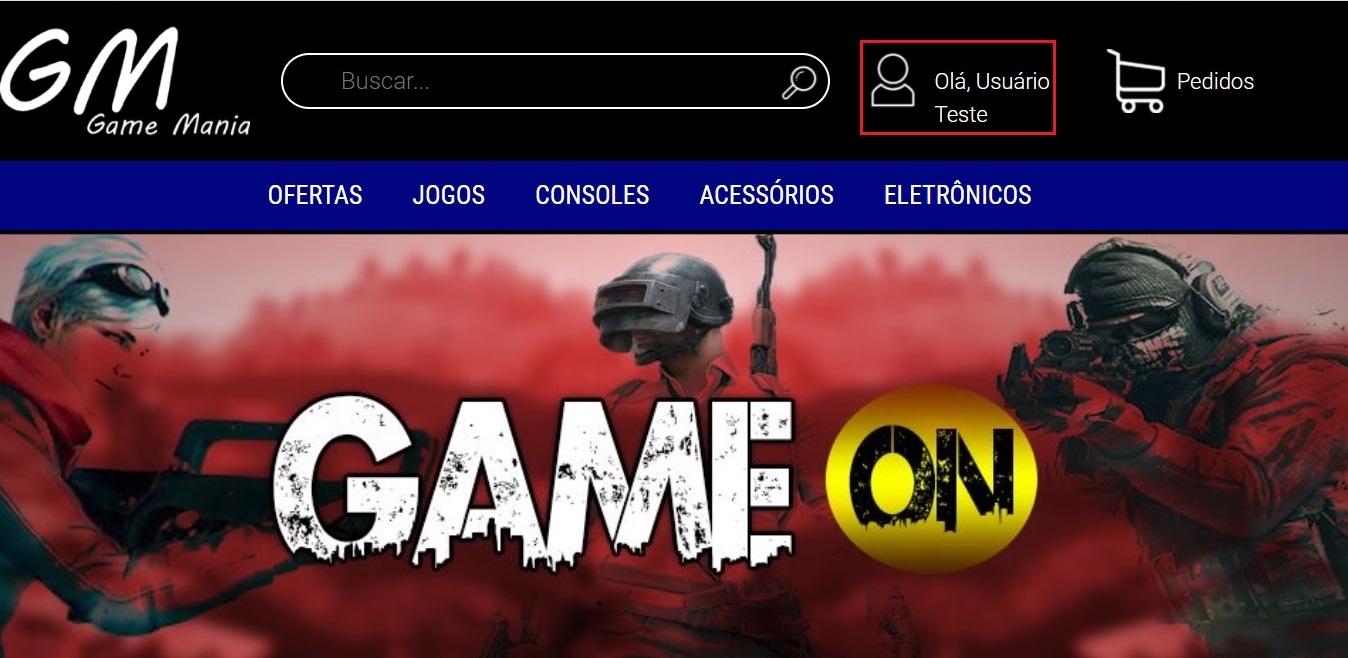 GM
Game Mania
Buscar...
Olá, Usuário
Teste
Pedidos
OFERTAS JOGOS CONSOLES ACESSÓRIOS ELETRÔNICOS
GAME ON